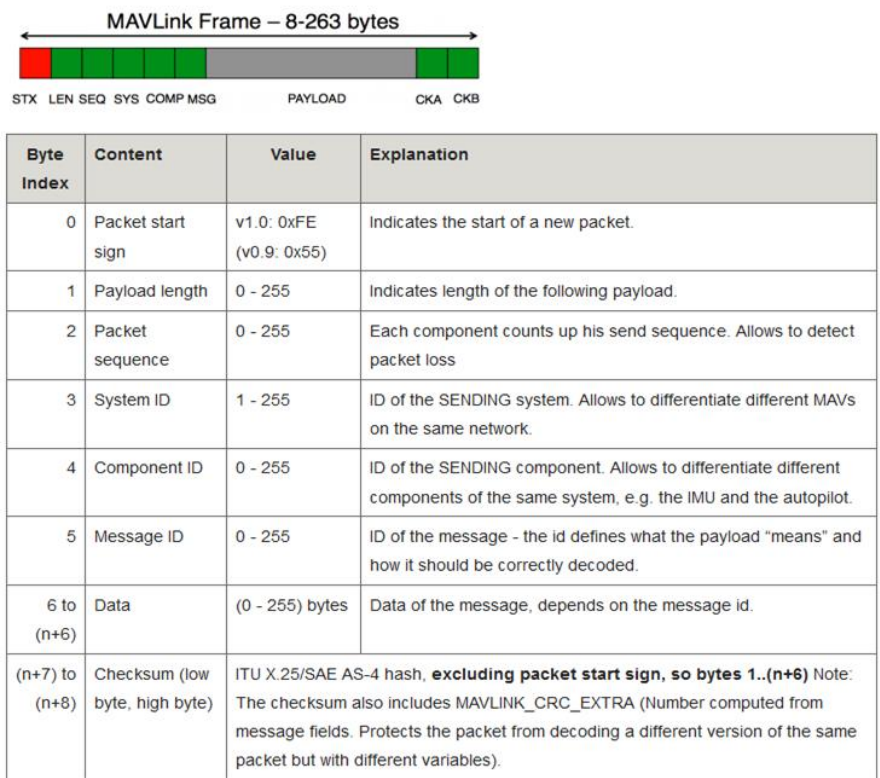 MAVLink Frame – 8-263 bytes
STX LEN SEQ SYS COMP MSG PAYLOAD CKA CKB
Byte Index Content Value Explanation
0 Packet start sign v1.0: 0xFE (v0.9: 0x55) Indicates the start of a new packet.
1 Payload length 0 - 255 Indicates length of the following payload.
2 Packet sequence 0 - 255 Each component counts up his send sequence. Allows to detect packet loss
3 System ID 1 - 255 ID of the SENDING system. Allows to differentiate different MAVs on the same network.
4 Component ID 0 - 255 ID of the SENDING component. Allows to differentiate different components of the same system, e.g. the IMU and the autopilot.
5 Message ID 0 - 255 ID of the message - the id defines what the payload “means” and how it should be correctly decoded.
6 to (n+6) Data (0 - 255) bytes Data of the message, depends on the message id.
(n+7) to (n+8) Checksum (low byte, high byte) ITU X.25/SAE AS-4 hash, excluding packet start sign, so bytes 1..(n+6) Note: The checksum also includes MAVLINK_CRC_EXTRA (Number computed from message fields. Protects the packet from decoding a different version of the same packet but with different variables).